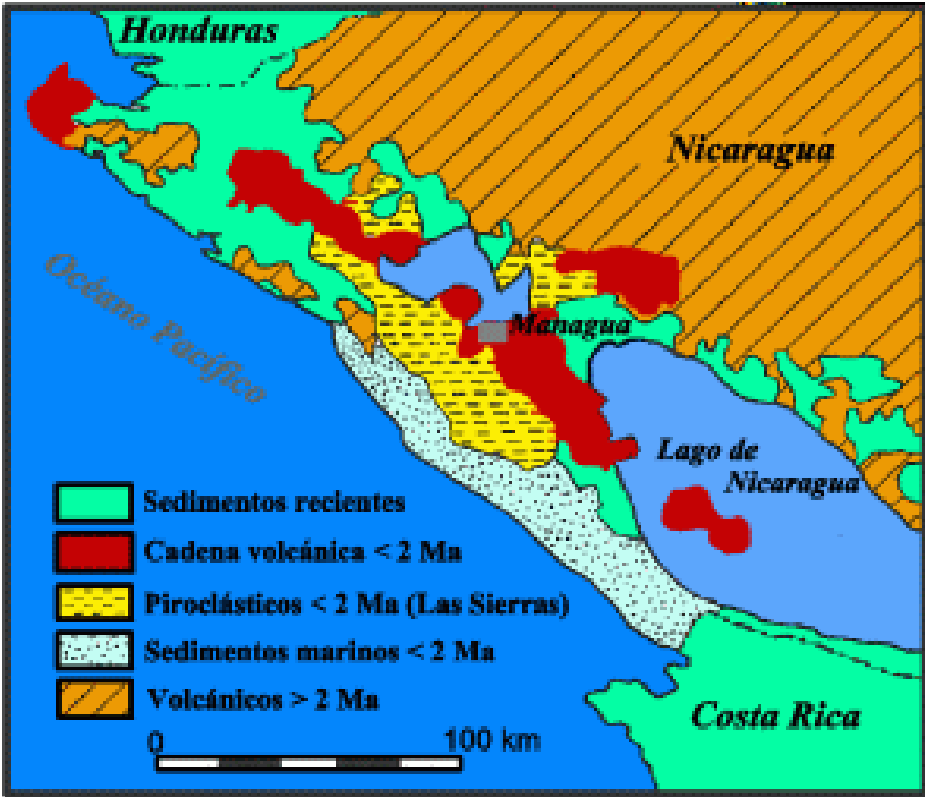 Honduras
Nicaragua
Océano Pacífico
Managua
Lago de
Nicaragua
Sedimentos recientes
Cadena volcánica < 2 Ma
Piroclásticos < 2 Ma (Las Sierras)
Sedimentos marinos < 2 Ma
Volcánicos > 2 Ma
Costa Rica
0 100 km